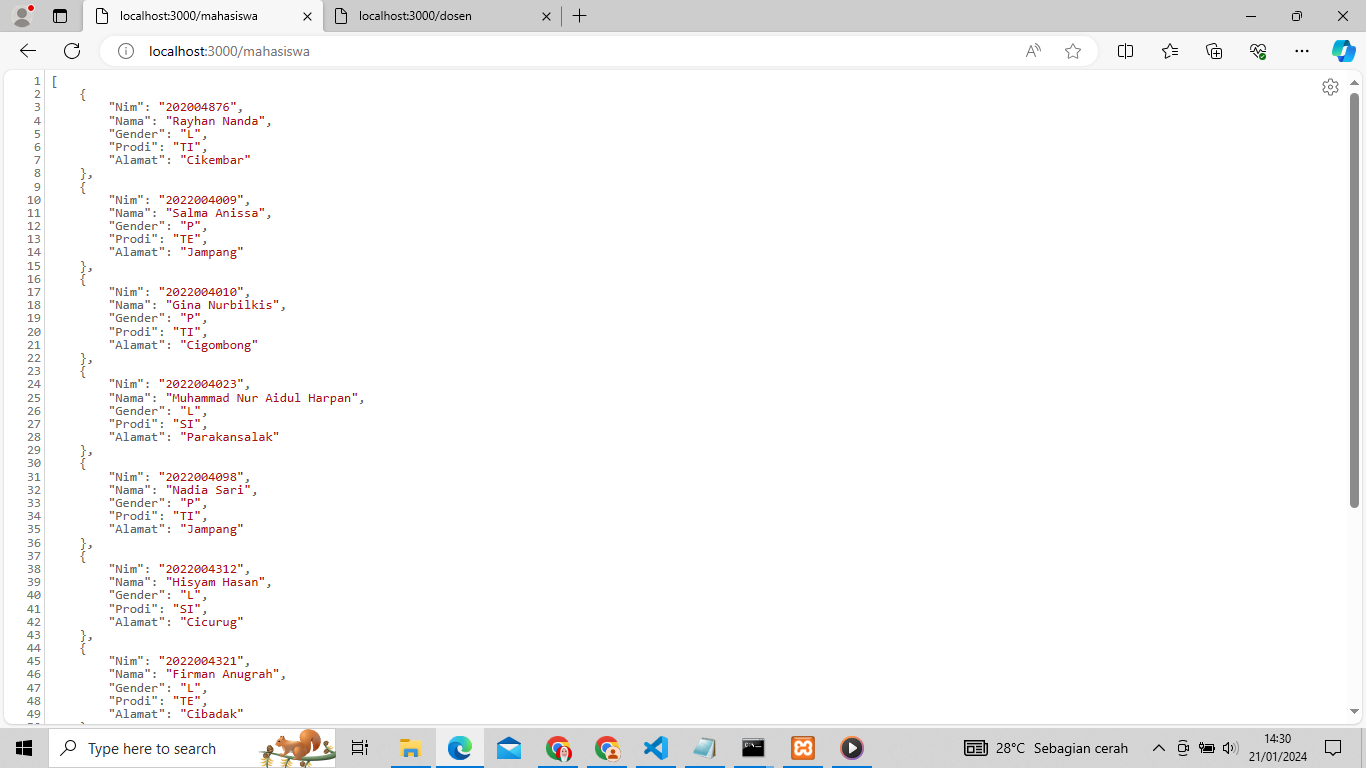 localhost:3000/mahasiswa
localhost:3000/dosen
localhost:3000/mahasiswa
1 [
2 {
3 "Nim": "202004876",
4 "Nama": "Rayhan Nanda",
5 "Gender": "L",
6 "Prodi": "TI",
7 "Alamat": "Cikembar"
8 },
9 {
10 "Nim": "2022004009",
11 "Nama": "Salma Anissa",
12 "Gender": "P",
13 "Prodi": "TE",
14 "Alamat": "Jampang"
15 },
16 {
17 "Nim": "2022004010",
18 "Nama": "Gina Nurbilkis",
19 "Gender": "P",
20 "Prodi": "TI",
21 "Alamat": "Cigombong"
22 },
23 {
24 "Nim": "2022004023",
25 "Nama": "Muhammad Nur Aidul Harpan",
26 "Gender": "L",
27 "Prodi": "SI",
28 "Alamat": "Parakansalak"
29 },
30 {
31 "Nim": "2022004098",
32 "Nama": "Nadia Sari",
33 "Gender": "P",
34 "Prodi": "TI",
35 "Alamat": "Jampang"
36 },
37 {
38 "Nim": "2022004312",
39 "Nama": "Hisyam Hasan",
40 "Gender": "L",
41 "Prodi": "SI",
42 "Alamat": "Cicurug"
43 },
44 {
45 "Nim": "2022004321",
46 "Nama": "Firman Anugrah",
47 "Gender": "L",
48 "Prodi": "TE",
49 "Alamat": "Cibadak"
Type here to search
28°C Sebagian cerah
14:30
21/01/2024